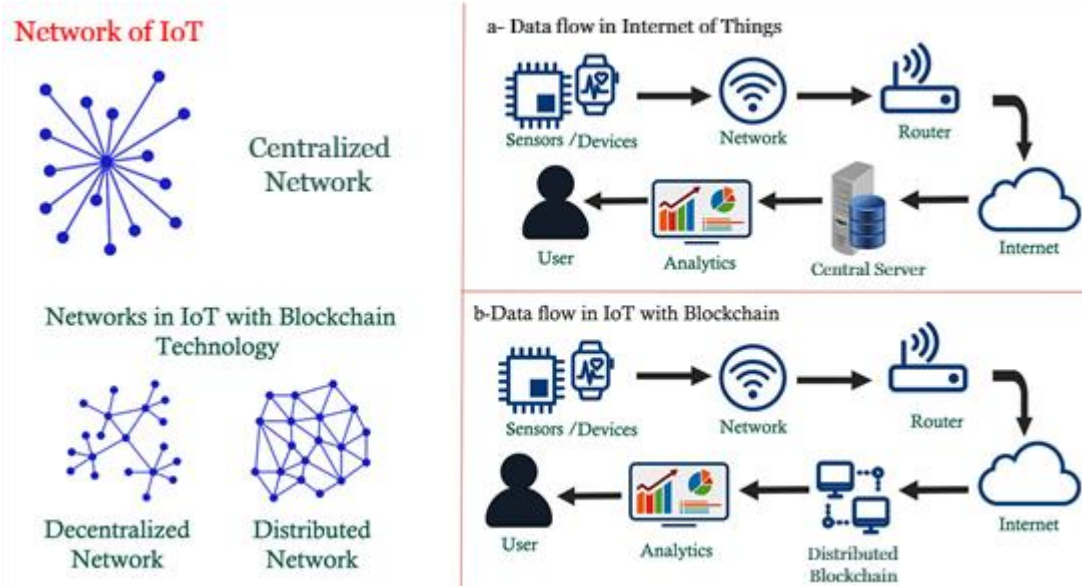 Network of IoT
Centralized
Network
Networks in IoT with Blockchain
Technology
Decentralized
Network
Distributed
Network
a- Data flow in Internet of Things
Sensors /Devices
Network
Router
User
Analytics
Central Server
Internet
b-Data flow in IoT with Blockchain
Sensors /Devices
Network
Router
User
Analytics
Distributed
Blockchain
Internet